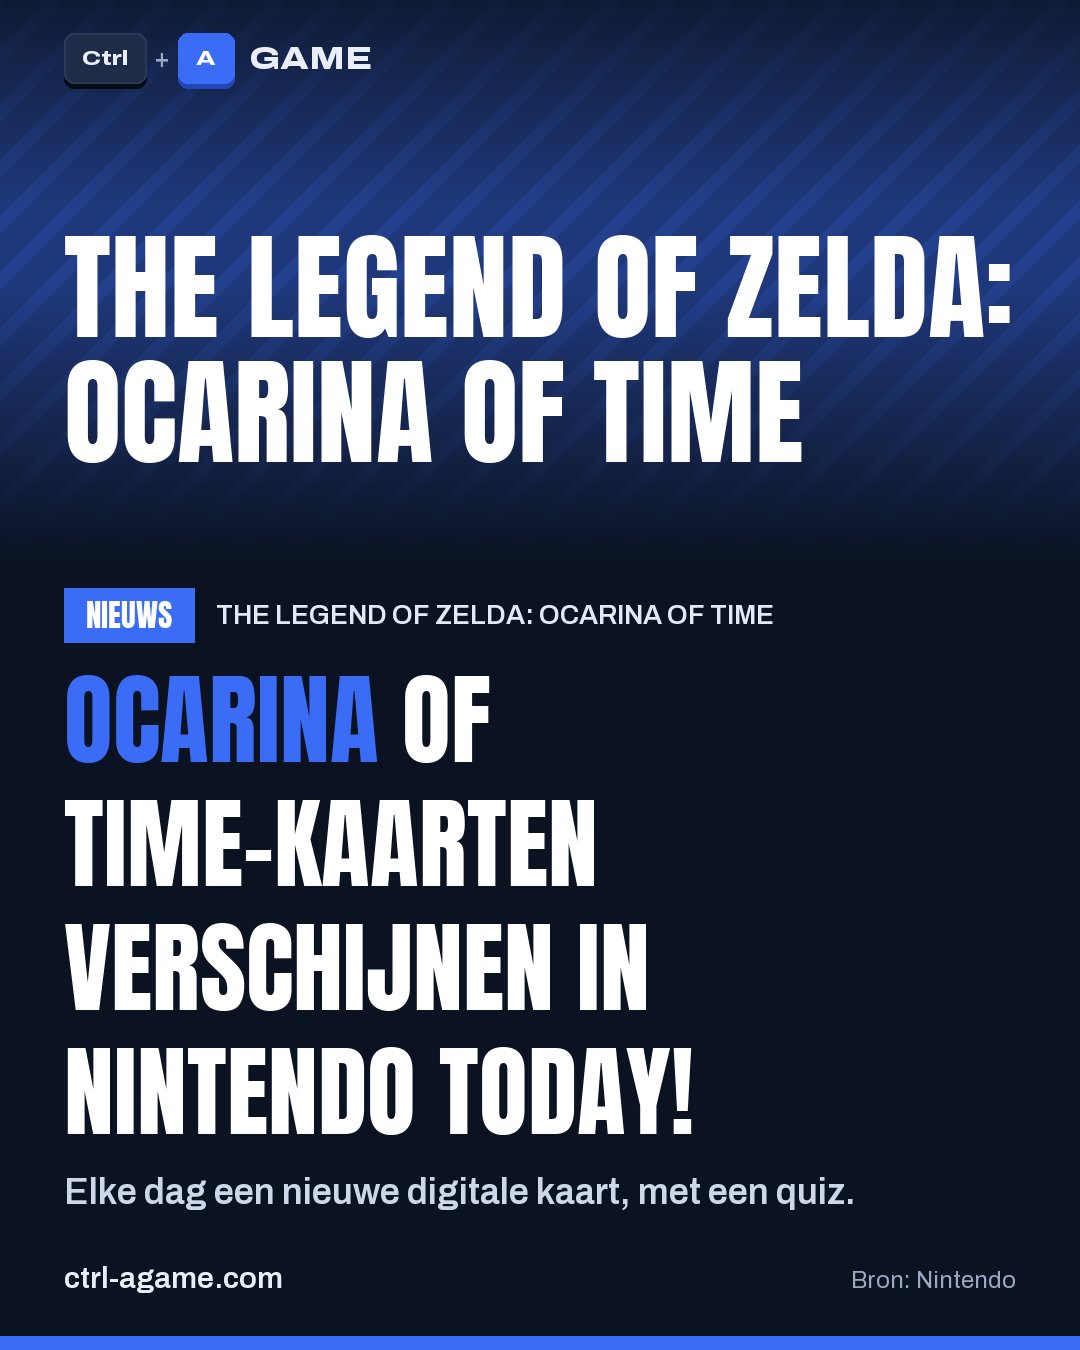 Ctrl + A GAME
THE LEGEND OF ZELDA:
OCARINA OF TIME
NIEUWS THE LEGEND OF ZELDA: OCARINA OF TIME
OCARINA OF
TIME-KAARTEN
VERSCHIJNEN IN
NINTENDO TODAY!
Elke dag een nieuwe digitale kaart, met een quiz.
ctrl-agame.com Bron: Nintendo